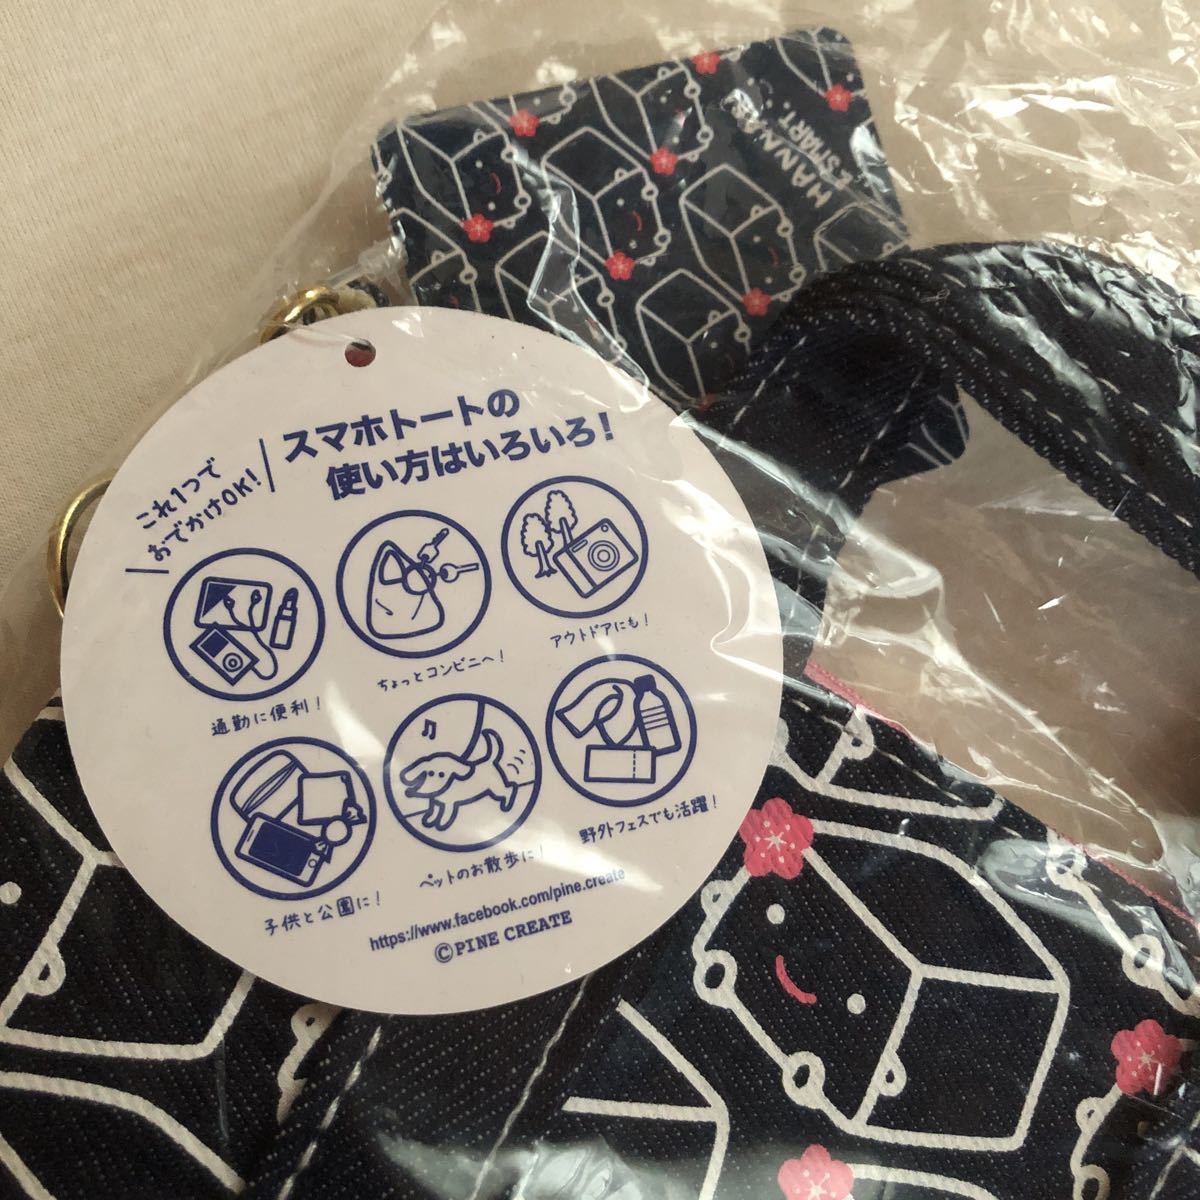 HANNARI
ESMART
これ1つで
おでかけOK!
スマホトートの
使い方はいろいろ!
通勤に便利!
ちょっとコンビニへ!
アウトドアにも!
子供と公園に!
ペットのお散歩に!
野外フェスでも活躍!
https://www.facebook.com/pine.create
©PINE CREATE